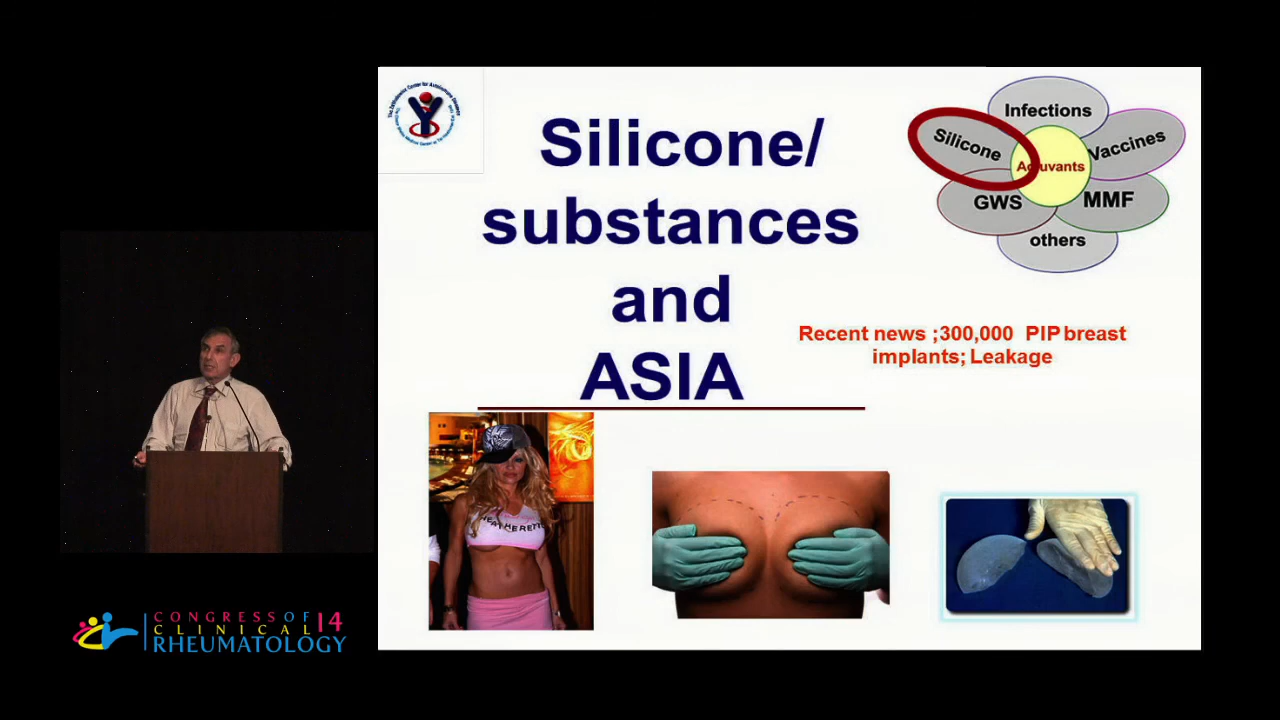 Silicone/
substances
and
ASIA
Infections
Silicone
Vaccines
Adjuvants
GWS
MMF
others
Recent news ;300,000 PIP breast
implants; Leakage
CONGRESS OF
CLINICAL 14
RHEUMATOLOGY